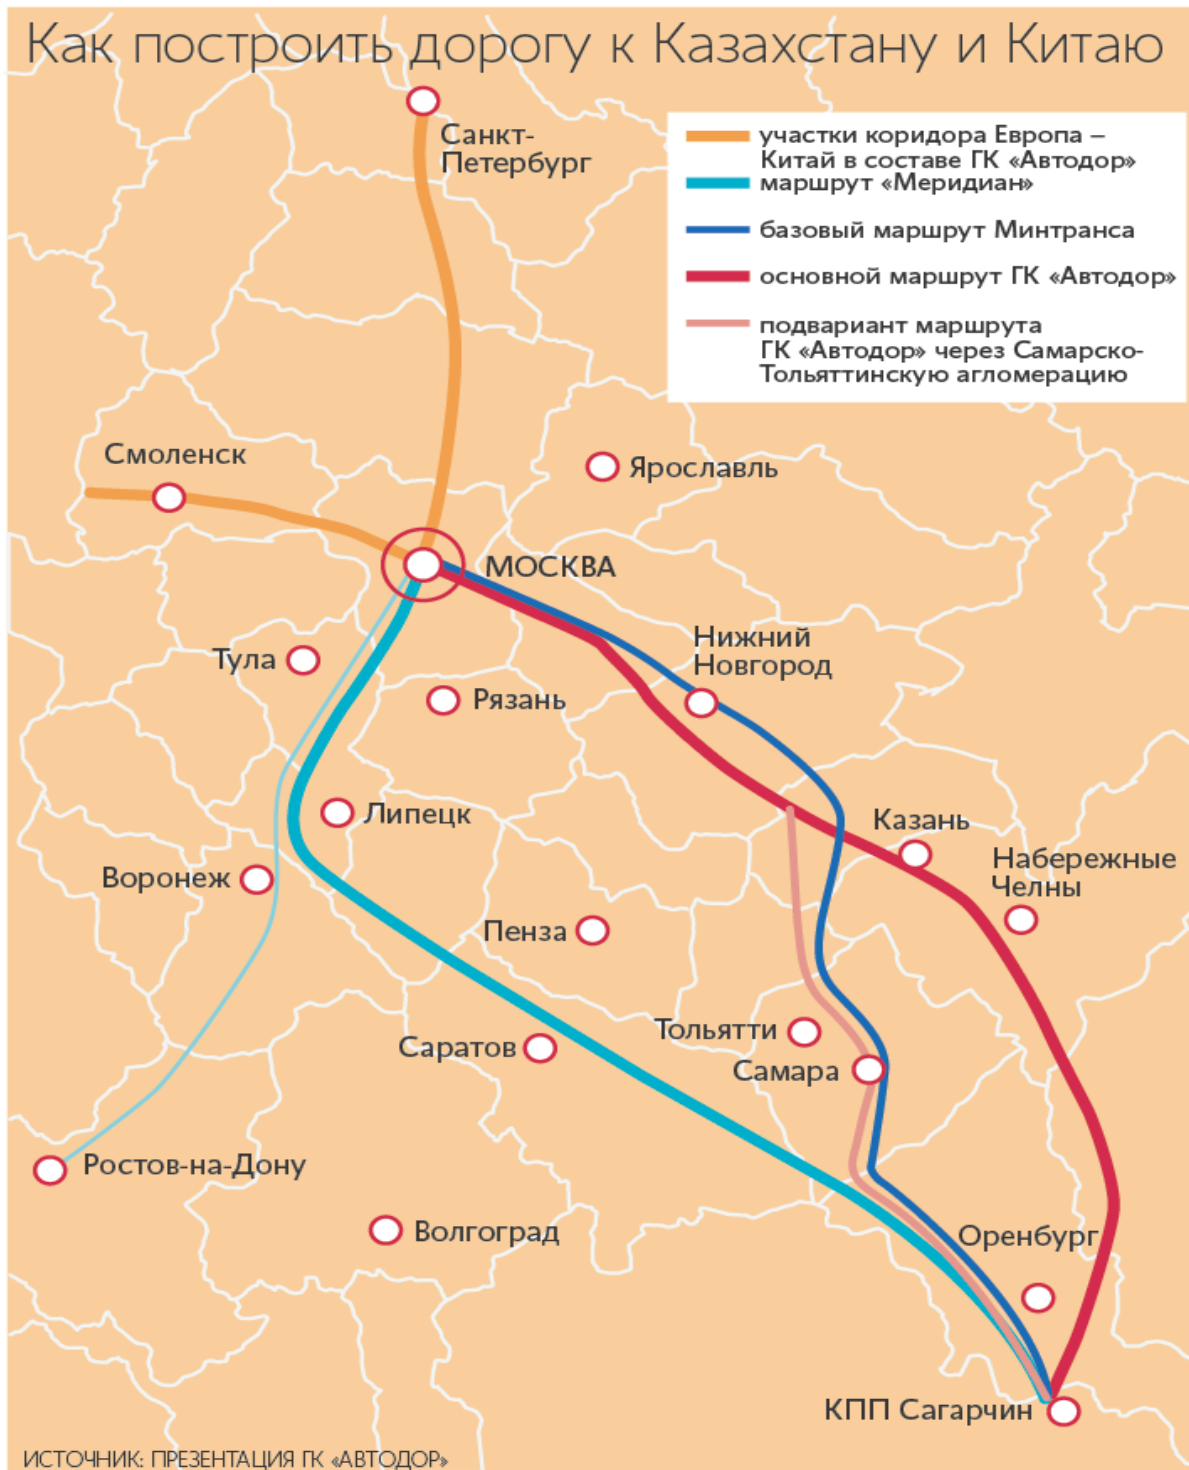 Как построить дорогу к Казахстану и Китаю
Санкт-
Петербург
участки коридора Европа –
Китай в составе ГК «Автодор»
маршрут «Меридиан»
базовый маршрут Минтранса
основной маршрут ГК «Автодор»
подвариант маршрута
ГК «Автодор» через Самарско-
Тольяттинскую агломерацию
Смоленск
Ярославль
МОСКВА
Нижний
Новгород
Тула
Рязань
Липецк
Казань
Набережные
Челны
Воронеж
Пенза
Тольятти
Саратов
Самара
Ростов-на-Дону
Волгоград
Оренбург
КПП Сагарчин
ИСТОЧНИК: ПРЕЗЕНТАЦИЯ ГК «АВТОДОР»